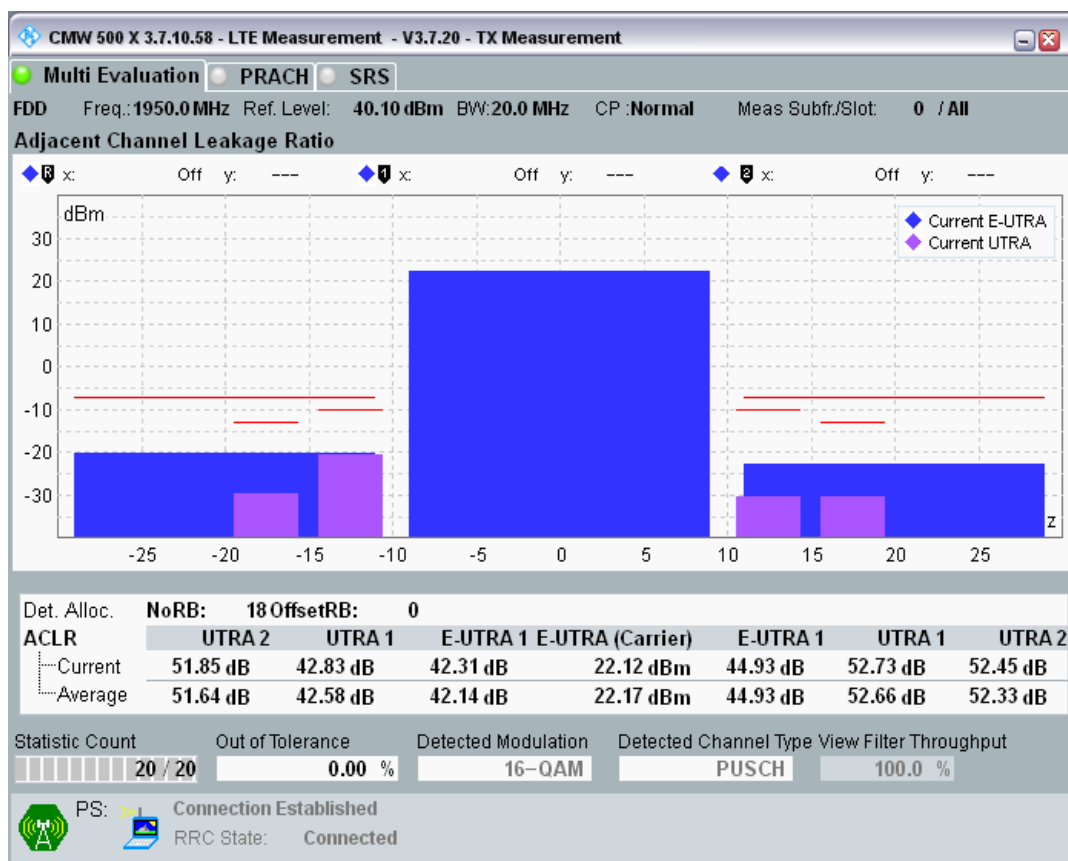 CMW 500 X 3.7.10.58 - LTE Measurement - V3.7.20 - TX Measurement
Multi Evaluation PRACH SRS
FDD Freq.: 1950.0 MHz Ref. Level: 40.10 dBm BW: 20.0 MHz CP : Normal Meas Subfr./Slot: 0 / All
Adjacent Channel Leakage Ratio
R x: Off y: --- 1 x: Off y: --- 2 x: Off y: ---
dBm
Current E-UTRA
Current UTRA
30
20
10
0
-10
-20
-30
z
-25 -20 -15 -10 -5 0 5 10 15 20 25
Det. Alloc. NoRB: 18 OffsetRB: 0
ACLR UTRA 2 UTRA 1 E-UTRA 1 E-UTRA (Carrier) E-UTRA 1 UTRA 1 UTRA 2
Current 51.85 dB 42.83 dB 42.31 dB 22.12 dBm 44.93 dB 52.73 dB 52.45 dB
Average 51.64 dB 42.58 dB 42.14 dB 22.17 dBm 44.93 dB 52.66 dB 52.33 dB
Statistic Count Out of Tolerance Detected Modulation Detected Channel Type View Filter Throughput
20 / 20 0.00 % 16-QAM PUSCH 100.0 %
PS: Connection Established
RRC State: Connected